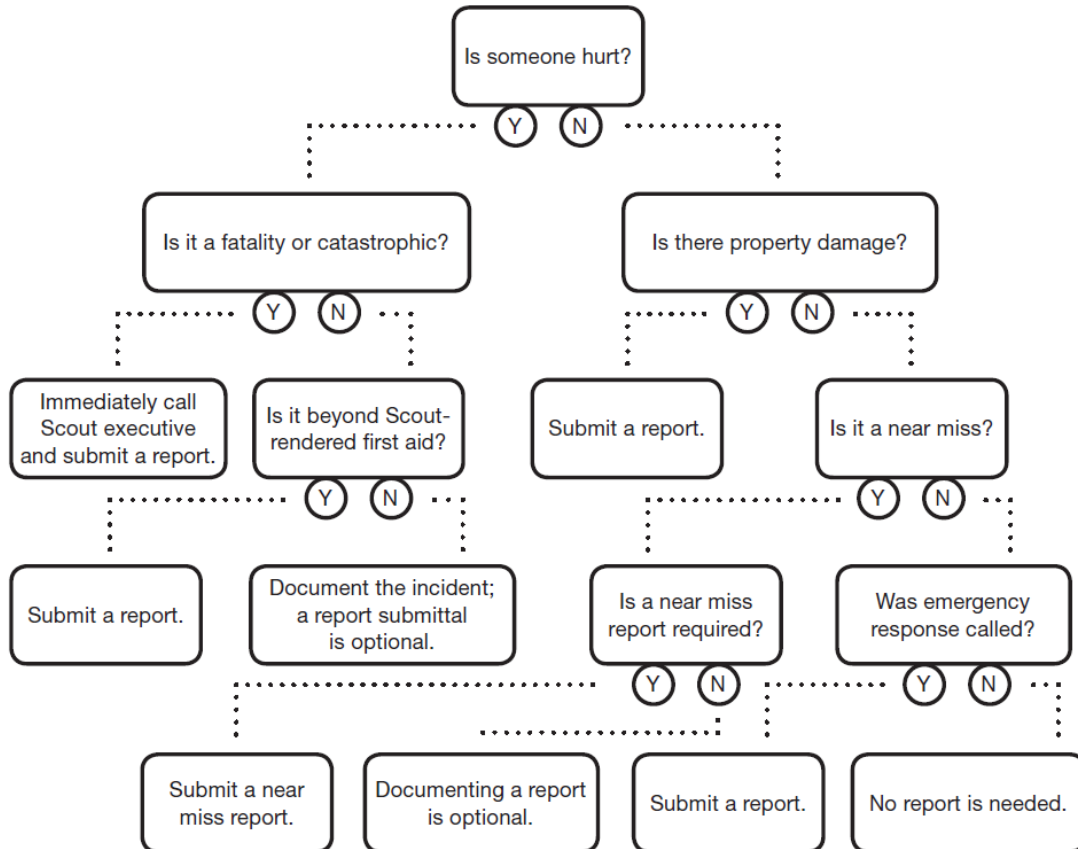 Is someone hurt?
Y N
Is it a fatality or catastrophic?
Is there property damage?
Y N
Y N
Immediately call
Scout executive
and submit a report.
Is it beyond Scout-
rendered first aid?
Submit a report.
Is it a near miss?
Y N
Y N
Submit a report.
Document the incident;
a report submittal
is optional.
Is a near miss
report required?
Was emergency
response called?
Y N
Y N
Submit a near
miss report.
Documenting a report
is optional.
Submit a report.
No report is needed.